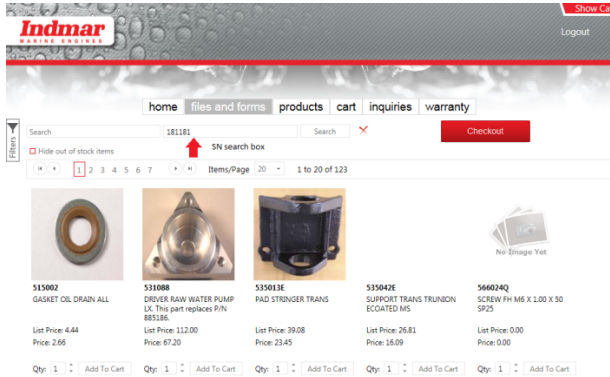 Show Ca
Indmar
MARINE ENGINES
Logout
home files and forms products cart inquiries warranty
Filters
Search 181181 Search Checkout
SN search box
Hide out of stock items
1 2 3 4 5 6 7 Items/Page 20 1 to 20 of 123
No Image Yet
515002
GASKET OIL DRAIN ALL
List Price: 4.44
Price: 2.66
Qty: 1 Add To Cart
531088
DRIVER RAW WATER PUMP
LX. This part replaces P/N
885186.
List Price: 112.00
Price: 67.20
Qty: 1 Add To Cart
535013E
PAD STRINGER TRANS
List Price: 39.08
Price: 23.45
Qty: 1 Add To Cart
535042E
SUPPORT TRANS TRUNION
ECOATED MS
List Price: 26.81
Price: 16.09
Qty: 1 Add To Cart
566024Q
SCREW FH M6 X 1.00 X 50
SP25
List Price: 0.00
Price: 0.00
Qty: 1 Add To Cart